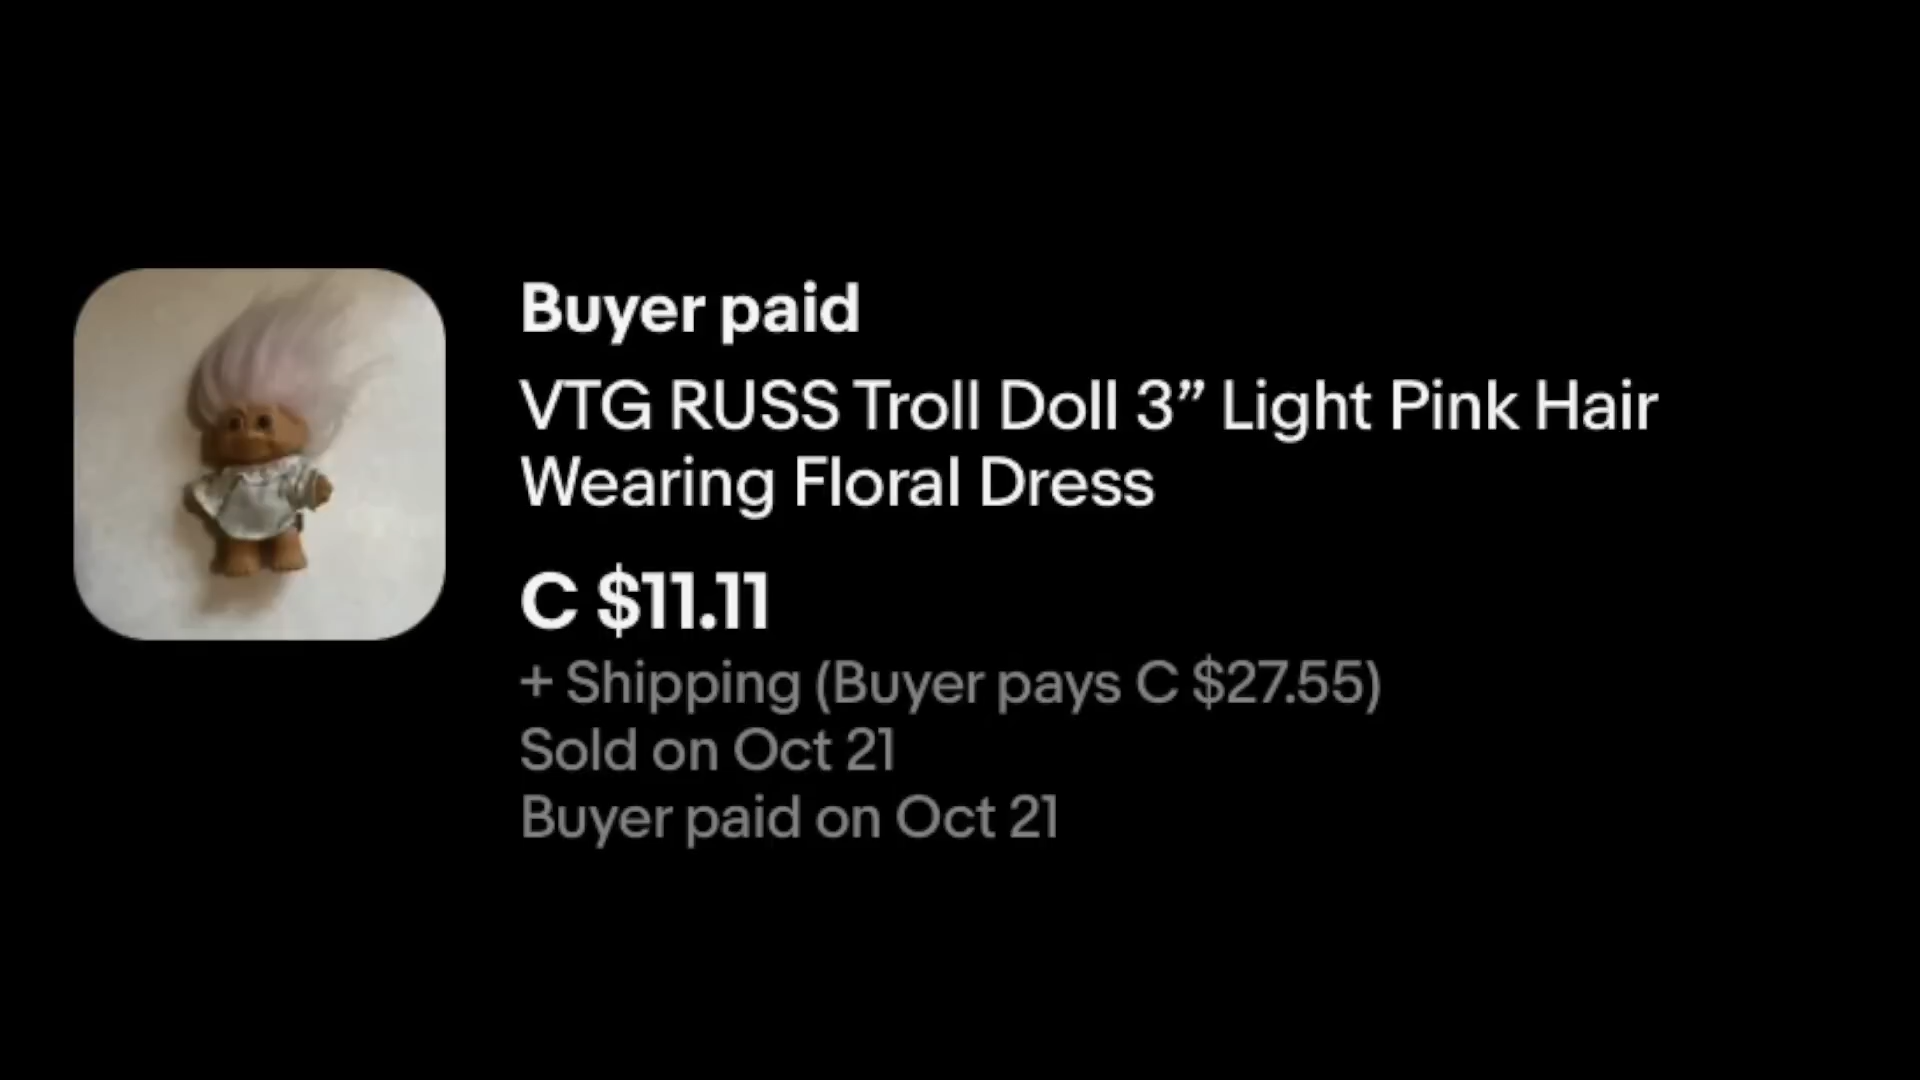 Buyer paid
VTG RUSS Troll Doll 3” Light Pink Hair
Wearing Floral Dress
C $11.11
+ Shipping (Buyer pays C $27.55)
Sold on Oct 21
Buyer paid on Oct 21